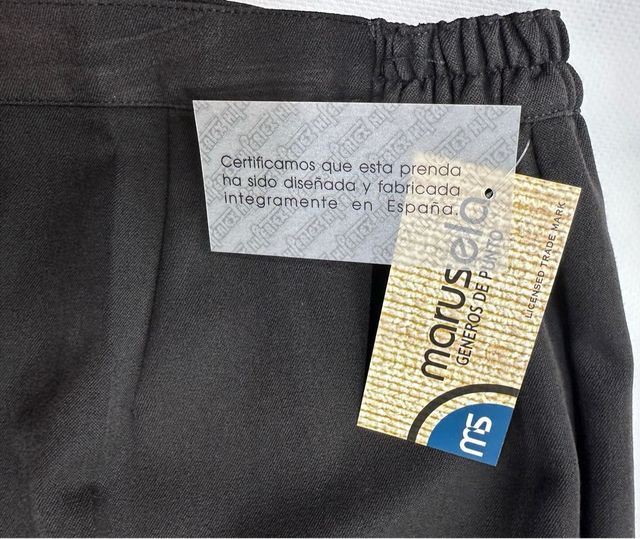 Certificamos que esta prenda
ha sido diseñada y fabricada
integramente en España.
marusela
GENEROS DE PUNTO
LICENSED TRADE MARK
ms